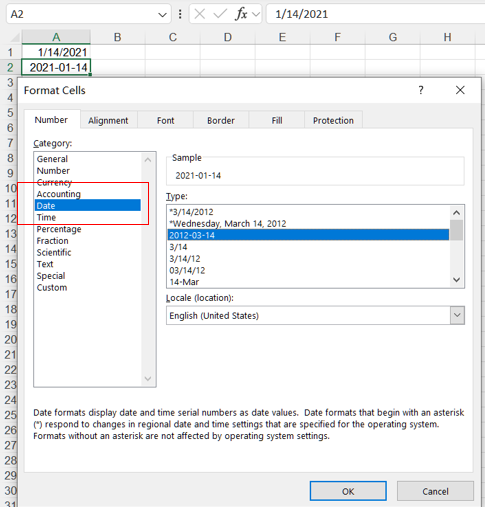 A2
fx
1/14/2021
A B C D E F G H
1 1/14/2021
2 2021-01-14
3
Format Cells ? ×
4
5
Number Alignment Font Border Fill Protection
6
7 Category:
8 General Sample
9 Number 2021-01-14
10 Currency
Accounting Type:
11 Date *3/14/2012
12 Time *Wednesday, March 14, 2012
13 Percentage 2012-03-14
14 Fraction 3/14
15 Scientific 3/14/12
16 Text 03/14/12
Special 14-Mar
17 Custom
18 Locale (location):
19 English (United States)
20
21
22
23
24
25 Date formats display date and time serial numbers as date values. Date formats that begin with an asterisk
26 (*) respond to changes in regional date and time settings that are specified for the operating system.
27 Formats without an asterisk are not affected by operating system settings.
28
29
30 OK Cancel
31